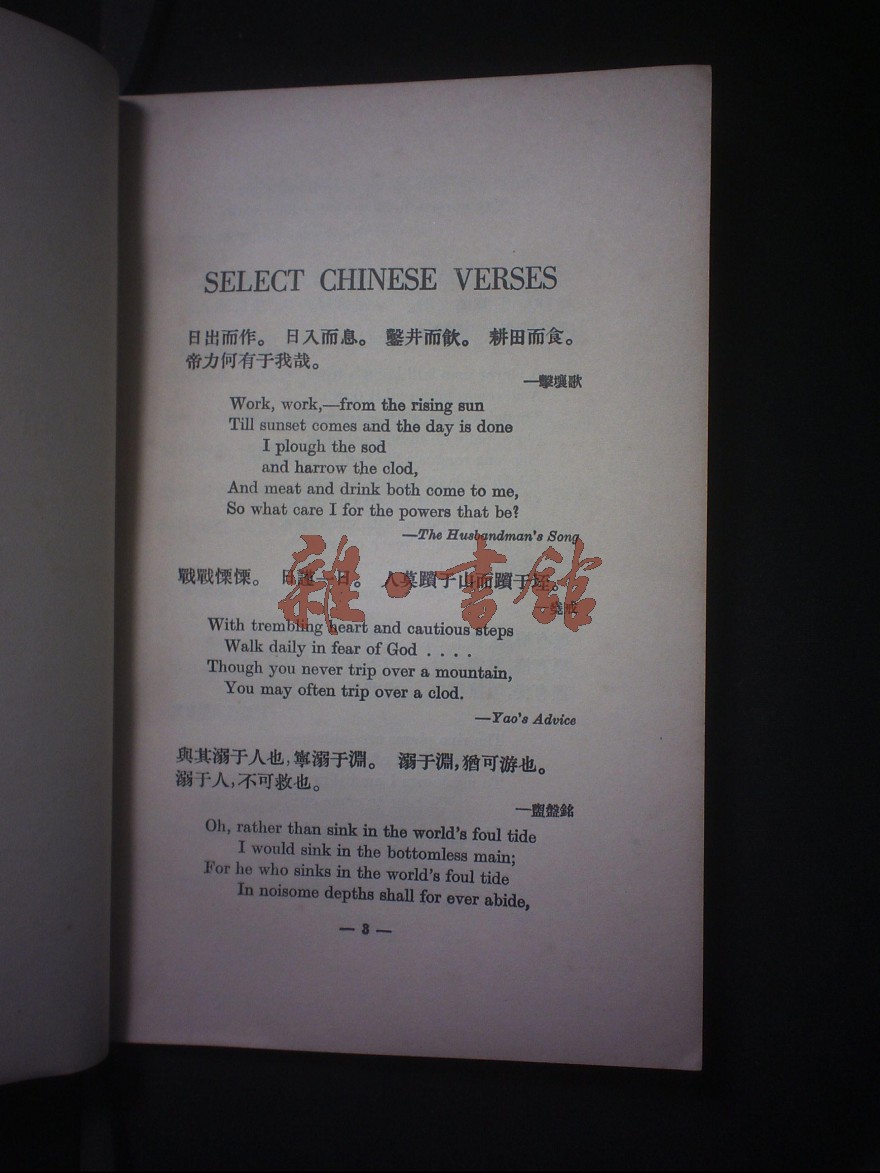 SELECT CHINESE VERSES
日出而作。 日入而息。 鑿井而飲。 耕田而食。
帝力何有于我哉。
—擊壤歌
Work, work,—from the rising sun
Till sunset comes and the day is done
I plough the sod
and harrow the clod,
And meat and drink both come to me,
So what care I for the powers that be?
—The Husbandman's Song
戰戰慄慄。 日謹一日。 人莫躓于山而躓于垤。
—堯戒
With trembling heart and cautious steps
Walk daily in fear of God . . . .
Though you never trip over a mountain,
You may often trip over a clod.
—Yao's Advice
與其溺于人也,寧溺于淵。 溺于淵,猶可游也。
溺于人,不可救也。
—盥盤銘
Oh, rather than sink in the world's foul tide
I would sink in the bottomless main;
For he who sinks in the world's foul tide
In noisome depths shall for ever abide,
— 3 —
雜·書館